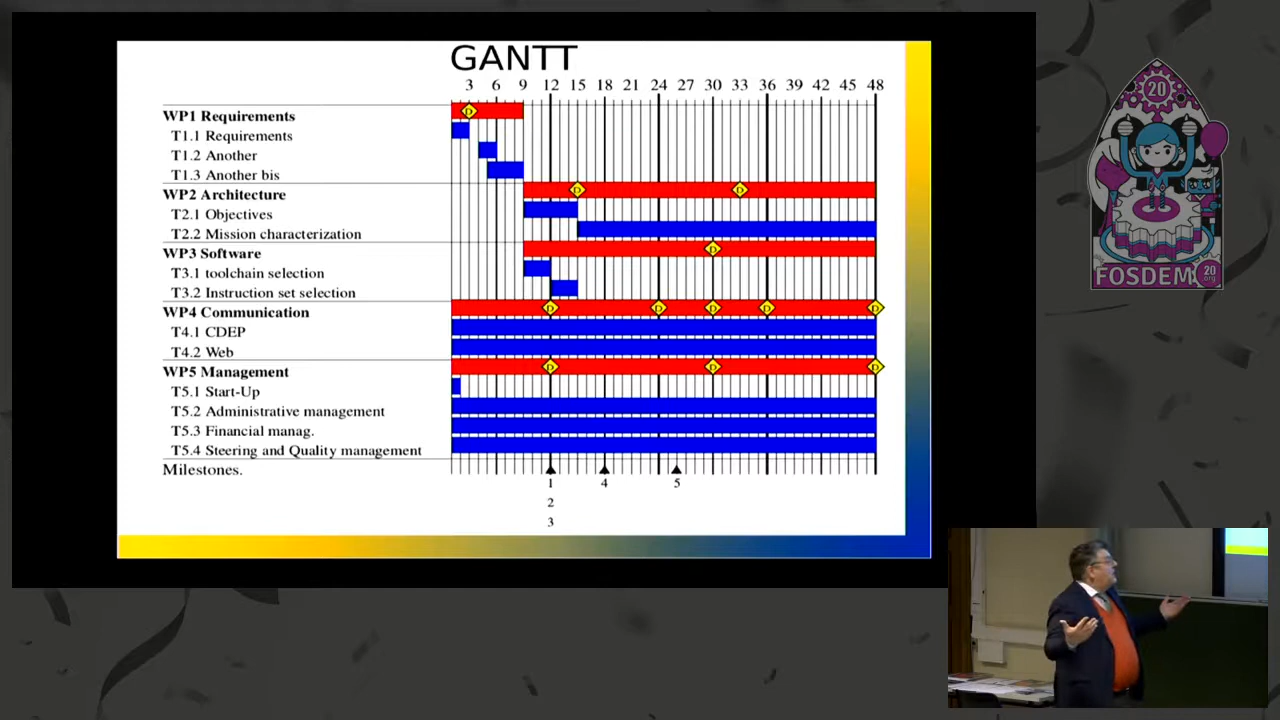 GANTT
3 6 9 12 15 18 21 24 27 30 33 36 39 42 45 48
WP1 Requirements
D
T1.1 Requirements
T1.2 Another
T1.3 Another bis
WP2 Architecture
D D
T2.1 Objectives
T2.2 Mission characterization
WP3 Software
D
T3.1 toolchain selection
T3.2 Instruction set selection
WP4 Communication
D D D D D
T4.1 CDEP
T4.2 Web
WP5 Management
D D D
T5.1 Start-Up
T5.2 Administrative management
T5.3 Financial manag.
T5.4 Steering and Quality management
Milestones.
1 4 5
2
3
20
FOSDEM
20
.org